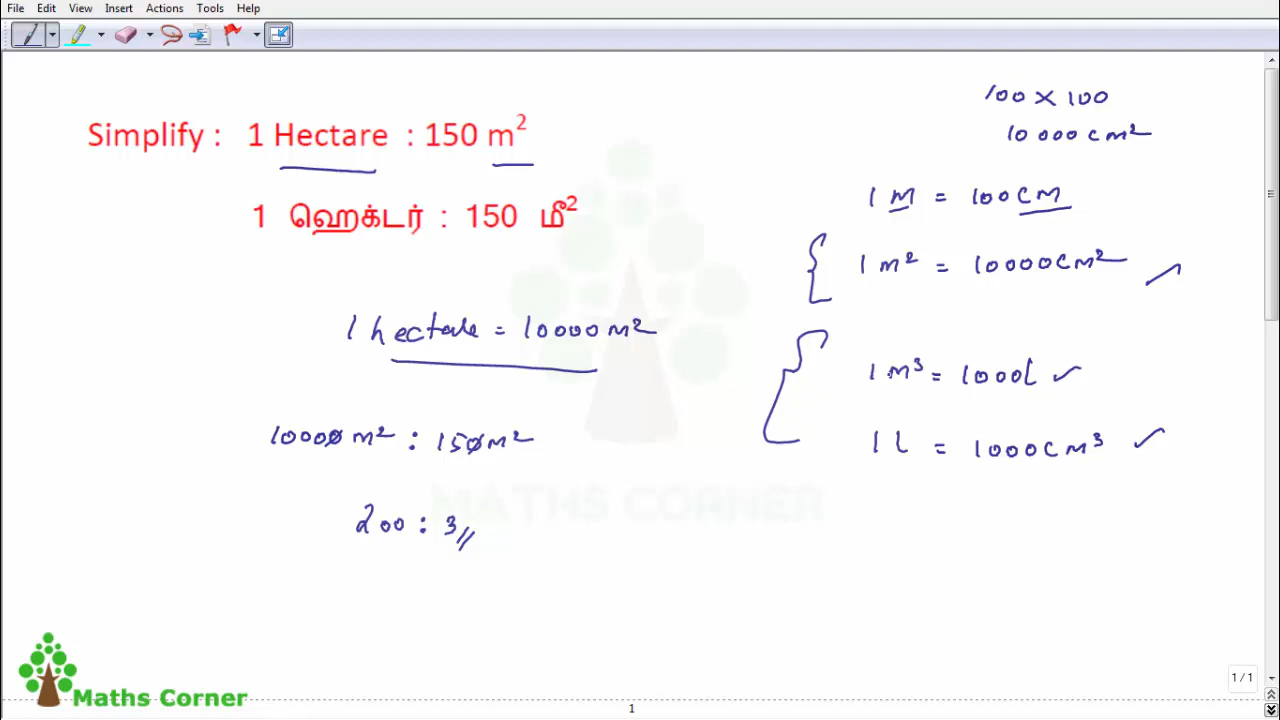 File Edit View Insert Actions Tools Help
Simplify : 1 Hectare : 150 m²
1 ஹெக்டர் : 150 மீ²
1 hectare = 10000 m²
10000 m² : 150 m²
200 : 3//
100 × 100
10 000 cm²
1 M = 100 CM
1 m² = 10000 cm²
1 m³ = 1000 L
1 L = 1000 cm³
MATHS CORNER
Maths Corner
1 / 1
1